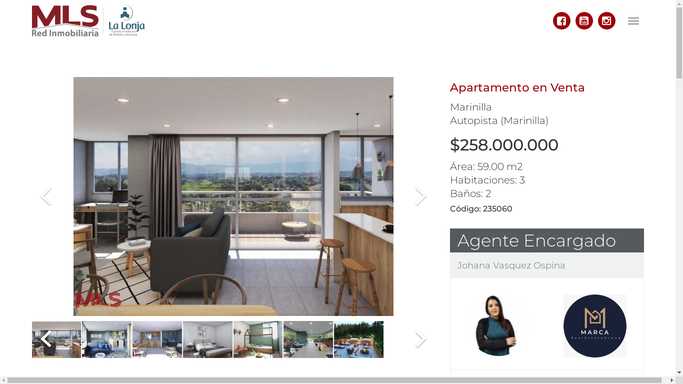 MLS
Red Inmobiliaria
La Lonja
Apartamento en Venta
Marinilla
Autopista (Marinilla)
$258.000.000
Área: 59.00 m2
Habitaciones: 3
Baños: 2
Código: 235060
Agente Encargado
Johana Vasquez Ospina
MLS
MARCA